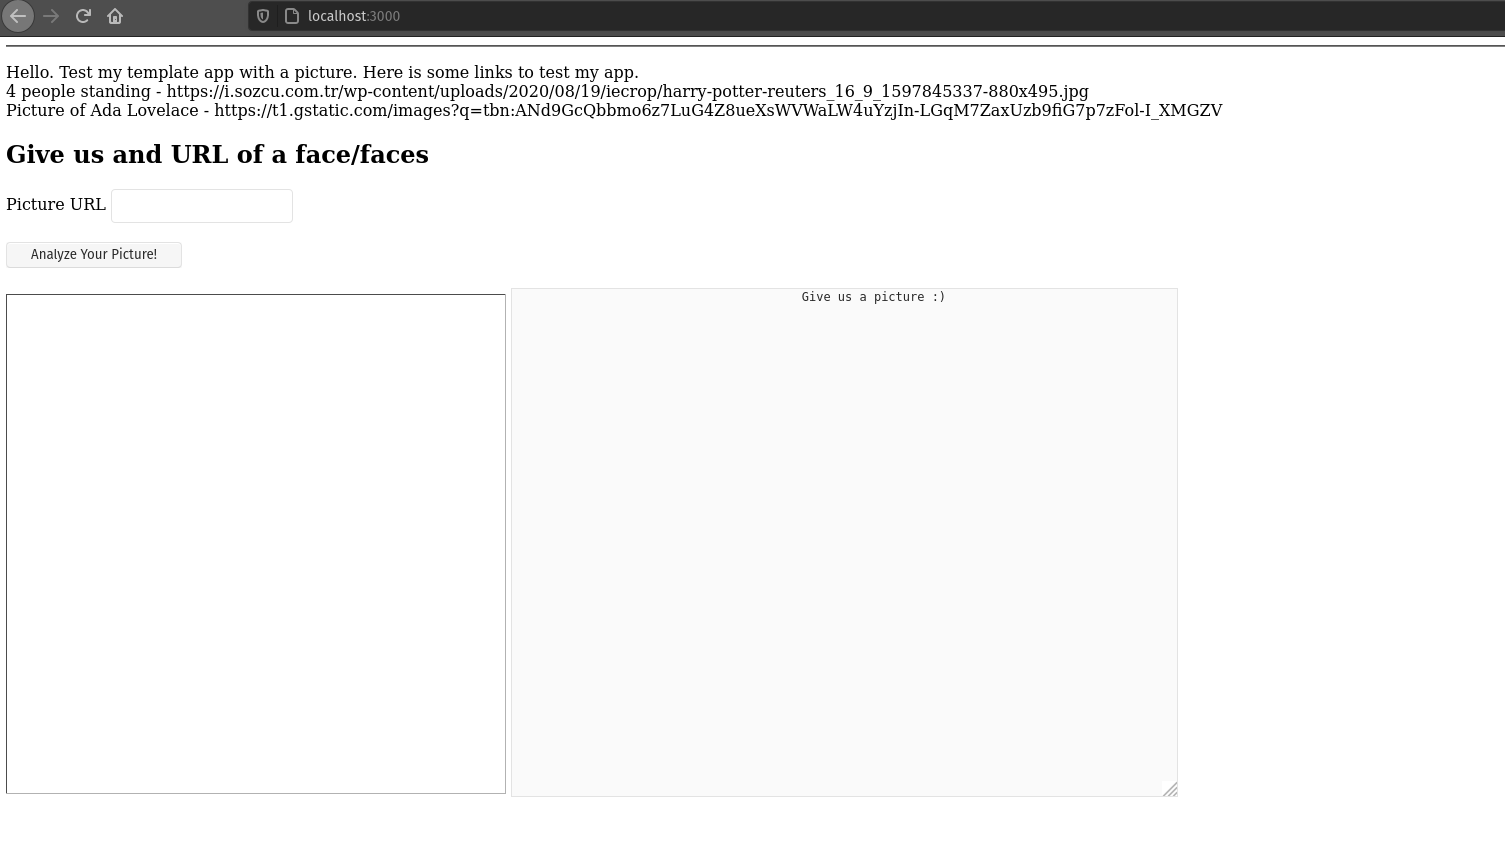 localhost:3000
Hello. Test my template app with a picture. Here is some links to test my app.
4 people standing - https://i.sozcu.com.tr/wp-content/uploads/2020/08/19/iecrop/harry-potter-reuters_16_9_1597845337-880x495.jpg
Picture of Ada Lovelace - https://t1.gstatic.com/images?q=tbn:ANd9GcQbbmo6z7LuG4Z8ueXsWVWaLW4uYzjIn-LGqM7ZaxUzb9fiG7p7zFol-I_XMGZV
Give us and URL of a face/faces
Picture URL
Analyze Your Picture!
Give us a picture :)